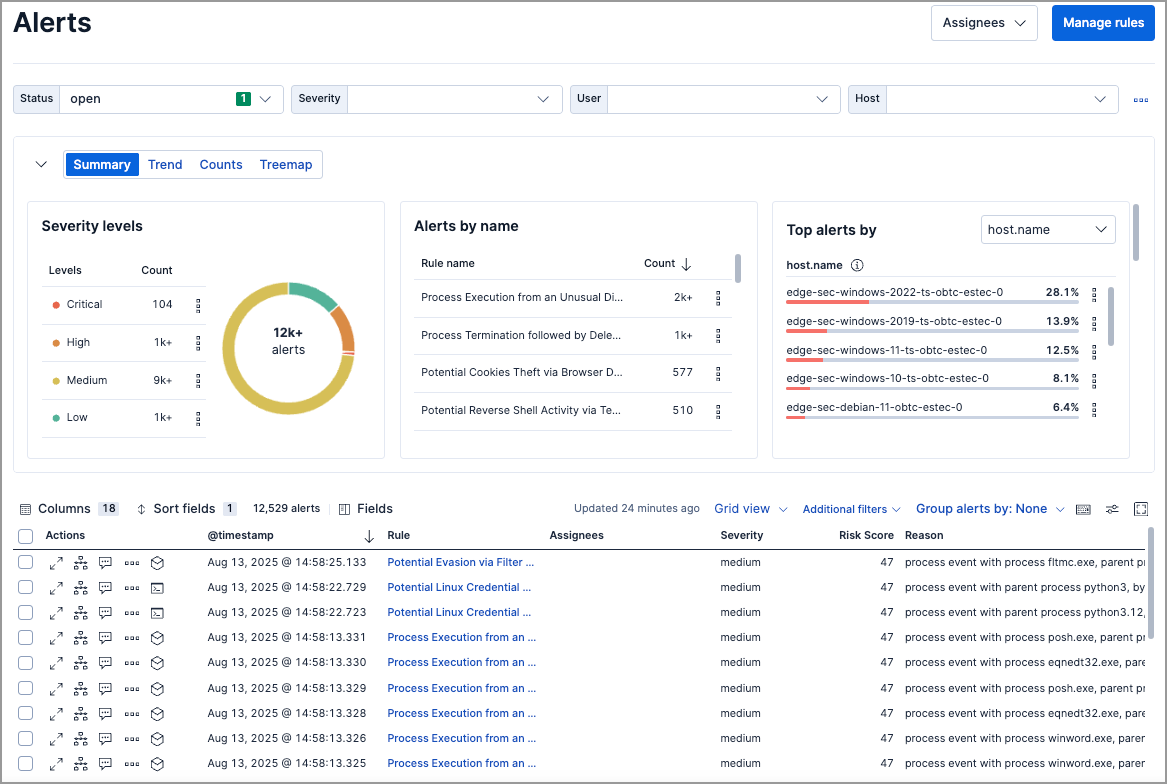 Alerts
Assignees
Manage rules
Status open 1
Severity
User
Host
Summary Trend Counts Treemap
Severity levels
Levels Count
Critical 104
High 1k+
Medium 9k+
Low 1k+
12k+
alerts
Alerts by name
Rule name Count
Process Execution from an Unusual Di... 2k+
Process Termination followed by Dele... 1k+
Potential Cookies Theft via Browser D... 577
Potential Reverse Shell Activity via Te... 510
Top alerts by host.name
host.name
edge-sec-windows-2022-ts-obtc-estec-0 28.1%
edge-sec-windows-2019-ts-obtc-estec-0 13.9%
edge-sec-windows-11-ts-obtc-estec-0 12.5%
edge-sec-windows-10-ts-obtc-estec-0 8.1%
edge-sec-debian-11-obtc-estec-0 6.4%
Columns 18 Sort fields 1 12,529 alerts Fields Updated 24 minutes ago Grid view Additional filters Group alerts by: None
Actions @timestamp Rule Assignees Severity Risk Score Reason
Aug 13, 2025 @ 14:58:25.133 Potential Evasion via Filter ... medium 47 process event with process fltmc.exe, parent pr
Aug 13, 2025 @ 14:58:22.729 Potential Linux Credential ... medium 47 process event with parent process python3, by
Aug 13, 2025 @ 14:58:22.723 Potential Linux Credential ... medium 47 process event with parent process python3.12,
Aug 13, 2025 @ 14:58:13.331 Process Execution from an ... medium 47 process event with process posh.exe, parent pr
Aug 13, 2025 @ 14:58:13.330 Process Execution from an ... medium 47 process event with process eqnedt32.exe, pare
Aug 13, 2025 @ 14:58:13.329 Process Execution from an ... medium 47 process event with process posh.exe, parent pr
Aug 13, 2025 @ 14:58:13.328 Process Execution from an ... medium 47 process event with process eqnedt32.exe, pare
Aug 13, 2025 @ 14:58:13.326 Process Execution from an ... medium 47 process event with process winword.exe, paren
Aug 13, 2025 @ 14:58:13.325 Process Execution from an ... medium 47 process event with process winword.exe, paren